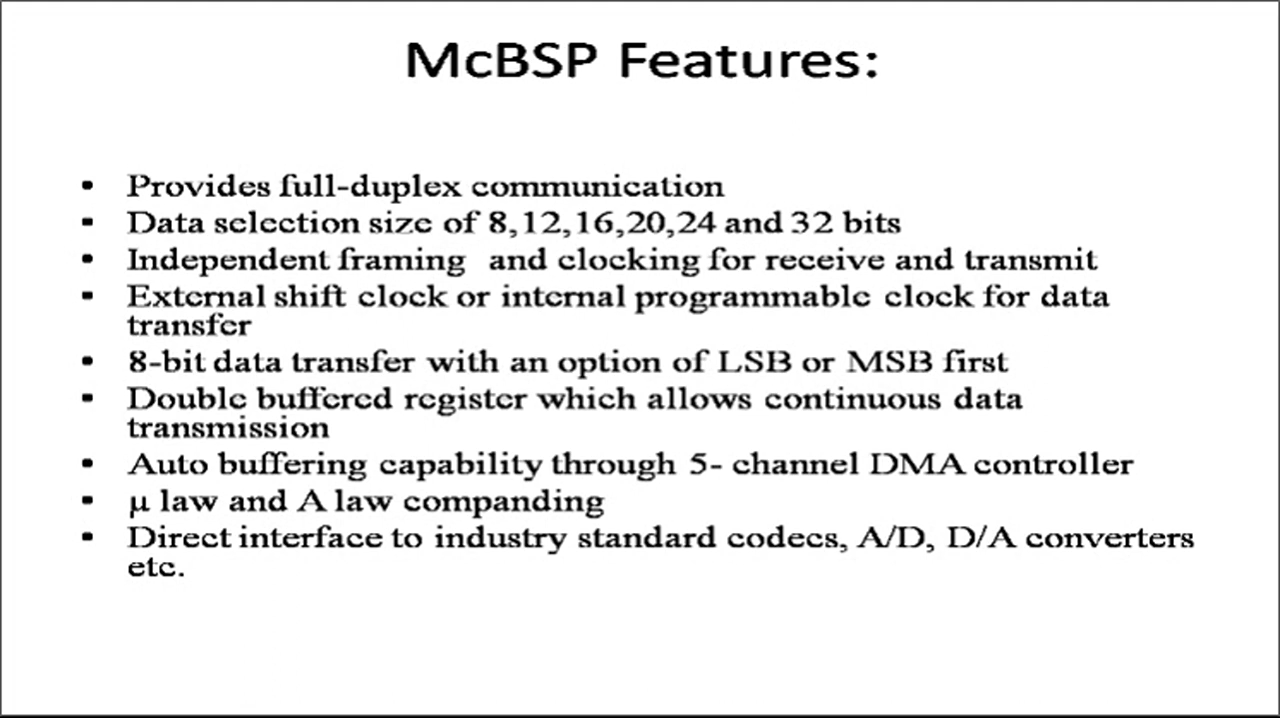 McBSP Features:
▪ Provides full-duplex communication
▪ Data selection size of 8,12,16,20,24 and 32 bits
▪ Independent framing and clocking for receive and transmit
▪ External shift clock or internal programmable clock for data
transfer
▪ 8-bit data transfer with an option of LSB or MSB first
▪ Double buffered register which allows continuous data
transmission
▪ Auto buffering capability through 5- channel DMA controller
▪ μ law and A law companding
▪ Direct interface to industry standard codecs, A/D, D/A converters
etc.